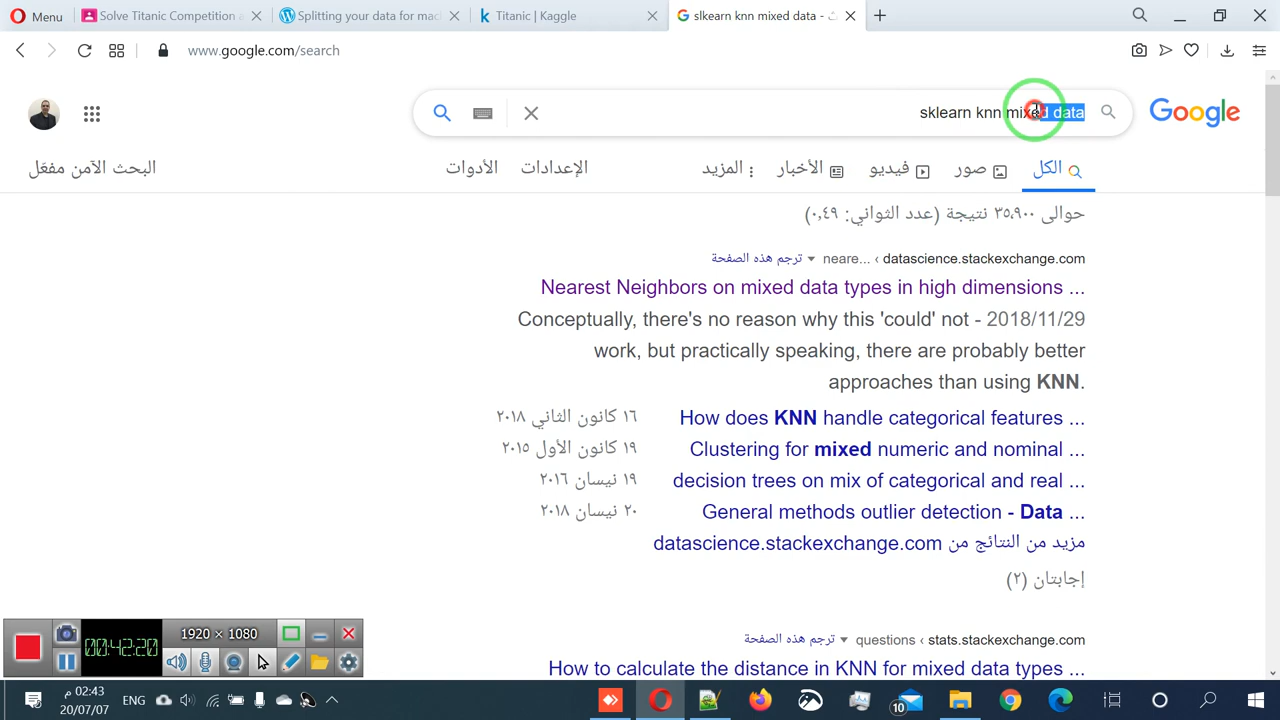 Menu
Solve Titanic Competition a
Splitting your data for mac
Titanic | Kaggle
slkearn knn mixed data - ث
www.google.com/search
sklearn knn mixed data
Google
الكل
صور
فيديو
الأخبار
المزيد
الإعدادات
الأدوات
البحث الآمن مفعّل
حوالى ٣٥٫٩٠٠ نتيجة (عدد الثواني: ٠٫٤٩)
datascience.stackexchange.com › neare... ترجم هذه الصفحة
Nearest Neighbors on mixed data types in high dimensions ...
Conceptually, there's no reason why this 'could' not - 2018/11/29
work, but practically speaking, there are probably better
approaches than using KNN.
How does KNN handle categorical features ... ١٦ كانون الثاني ٢٠١٨
Clustering for mixed numeric and nominal ... ١٩ كانون الأول ٢٠١٥
decision trees on mix of categorical and real ... ١٩ نيسان ٢٠١٦
General methods outlier detection - Data ... ٢٠ نيسان ٢٠١٨
مزيد من النتائج من datascience.stackexchange.com
إجابتان (٢)
stats.stackexchange.com › questions ترجم هذه الصفحة
How to calculate the distance in KNN for mixed data types ...
00:42:20
1920 × 1080
ENG
02:43 م
20/07/07
10